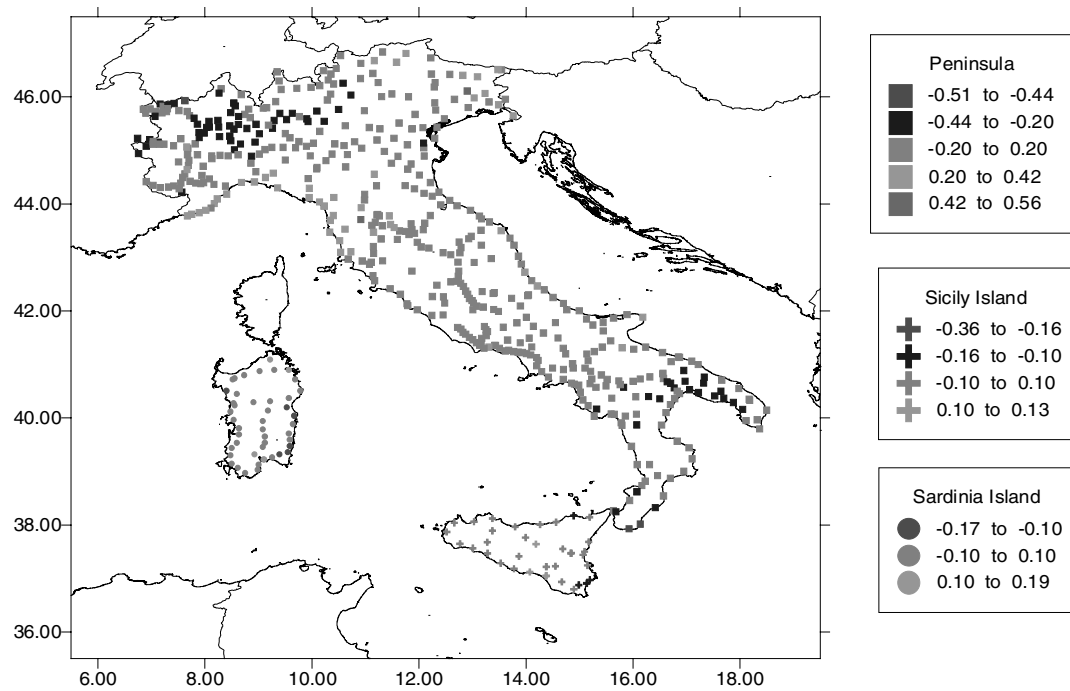 46.00
44.00
42.00
40.00
38.00
36.00
6.00 8.00 10.00 12.00 14.00 16.00 18.00
Peninsula
-0.51 to -0.44
-0.44 to -0.20
-0.20 to 0.20
0.20 to 0.42
0.42 to 0.56
Sicily Island
-0.36 to -0.16
-0.16 to -0.10
-0.10 to 0.10
0.10 to 0.13
Sardinia Island
-0.17 to -0.10
-0.10 to 0.10
0.10 to 0.19